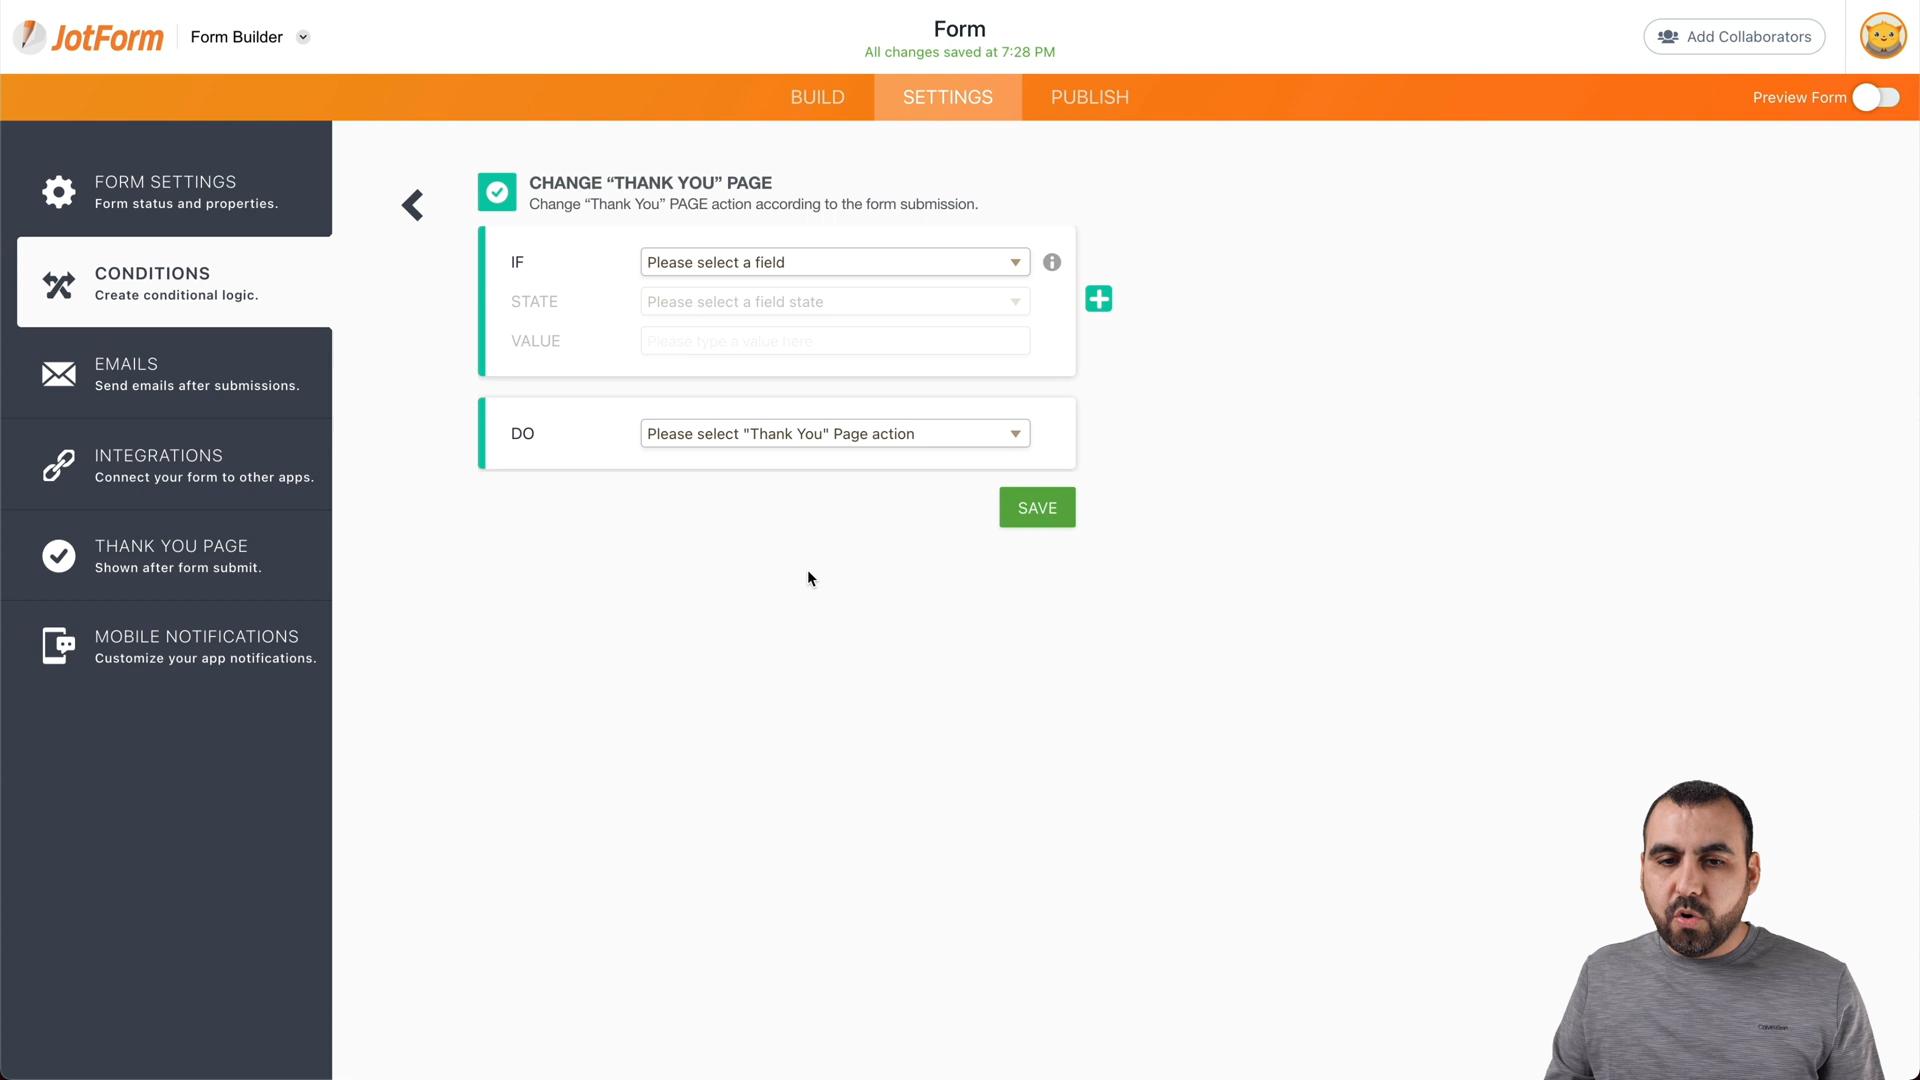 JotForm
Form Builder
Form
All changes saved at 7:28 PM
Add Collaborators
BUILD
SETTINGS
PUBLISH
Preview Form
FORM SETTINGS
Form status and properties.
CONDITIONS
Create conditional logic.
EMAILS
Send emails after submissions.
INTEGRATIONS
Connect your form to other apps.
THANK YOU PAGE
Shown after form submit.
MOBILE NOTIFICATIONS
Customize your app notifications.
CHANGE “THANK YOU” PAGE
Change “Thank You” PAGE action according to the form submission.
IF Please select a field
STATE Please select a field state
VALUE Please type a value here
DO Please select "Thank You" Page action
SAVE